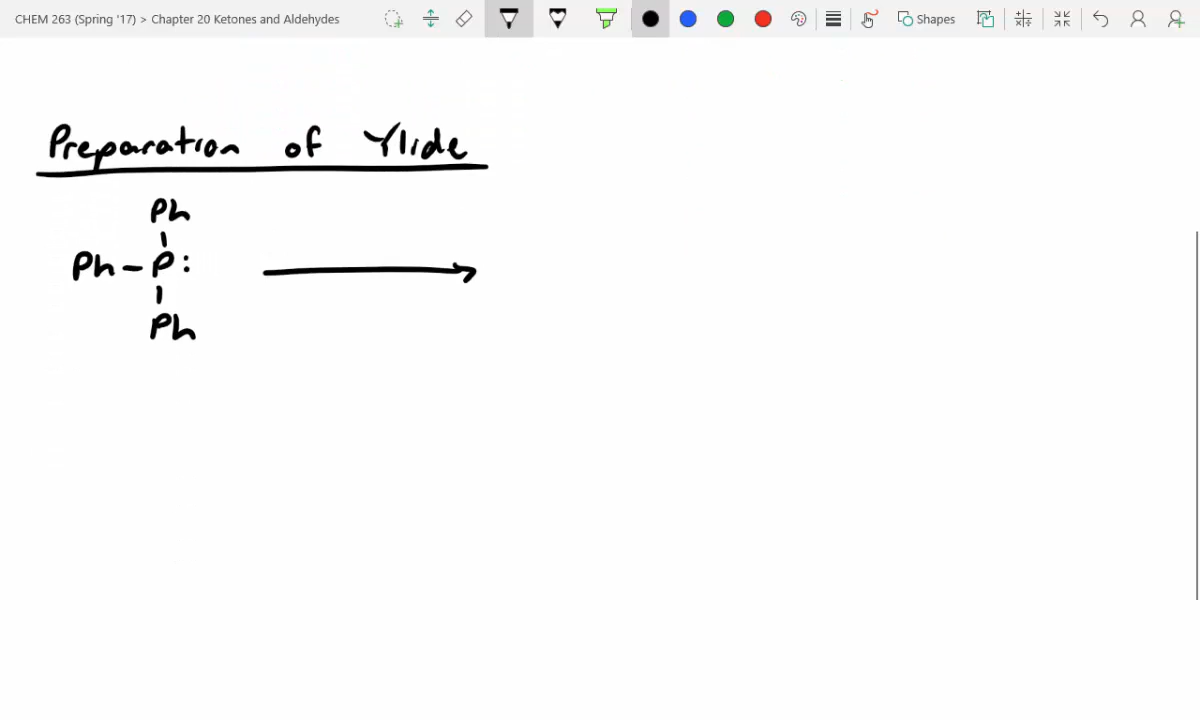 CHEM 263 (Spring '17) > Chapter 20 Ketones and Aldehydes
Shapes
Preparation of Ylide
Ph
Ph-P:
Ph